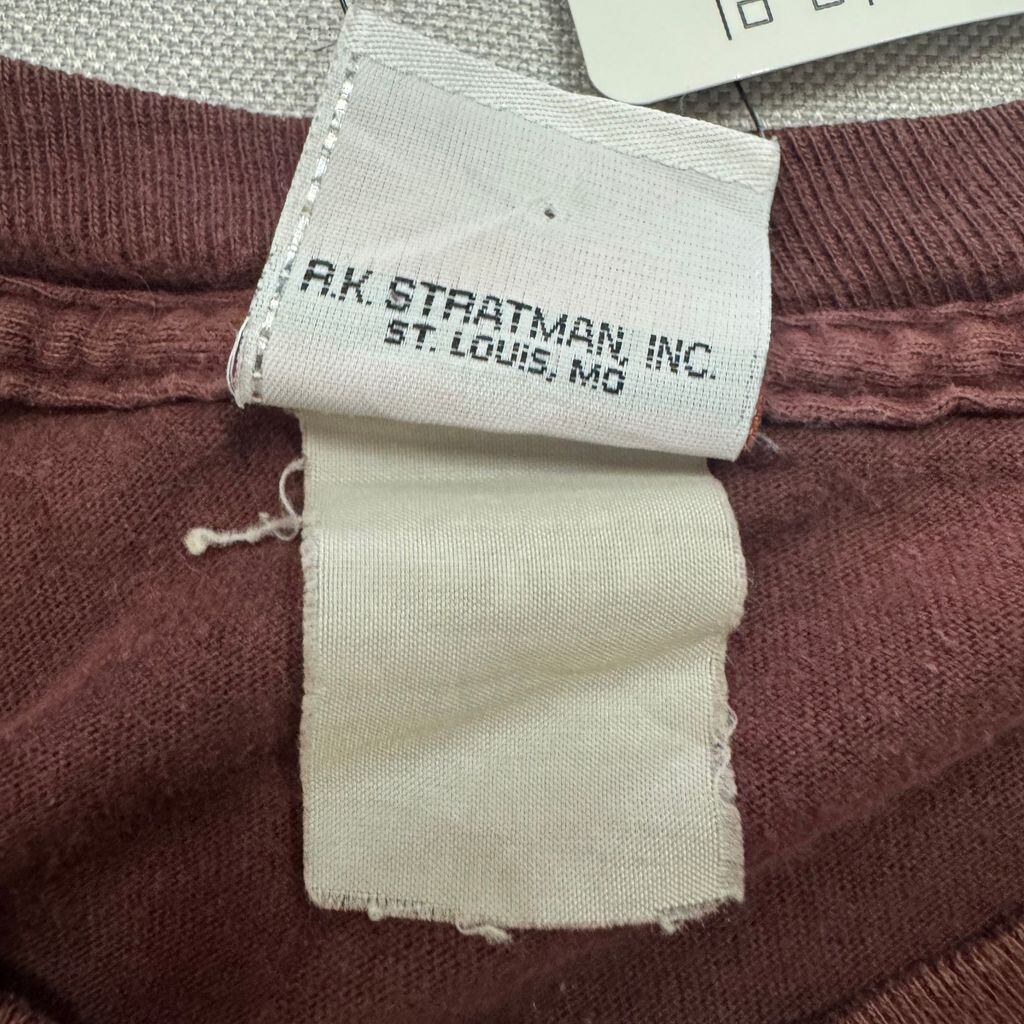 R.K. STRATMAN, INC.
ST. LOUIS, MO